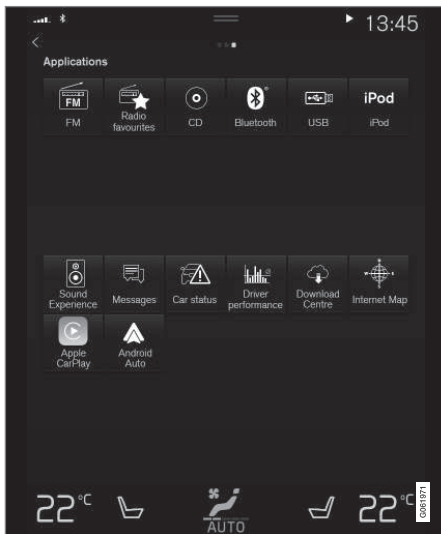 13:45
Applications
FM
FM
Radio
favourites
CD
Bluetooth
USB
iPod
iPod
Sound
Experience
Messages
Car status
Driver
performance
Download
Centre
Internet Map
Apple
CarPlay
Android
Auto
22°C
AUTO
22°C
G061971